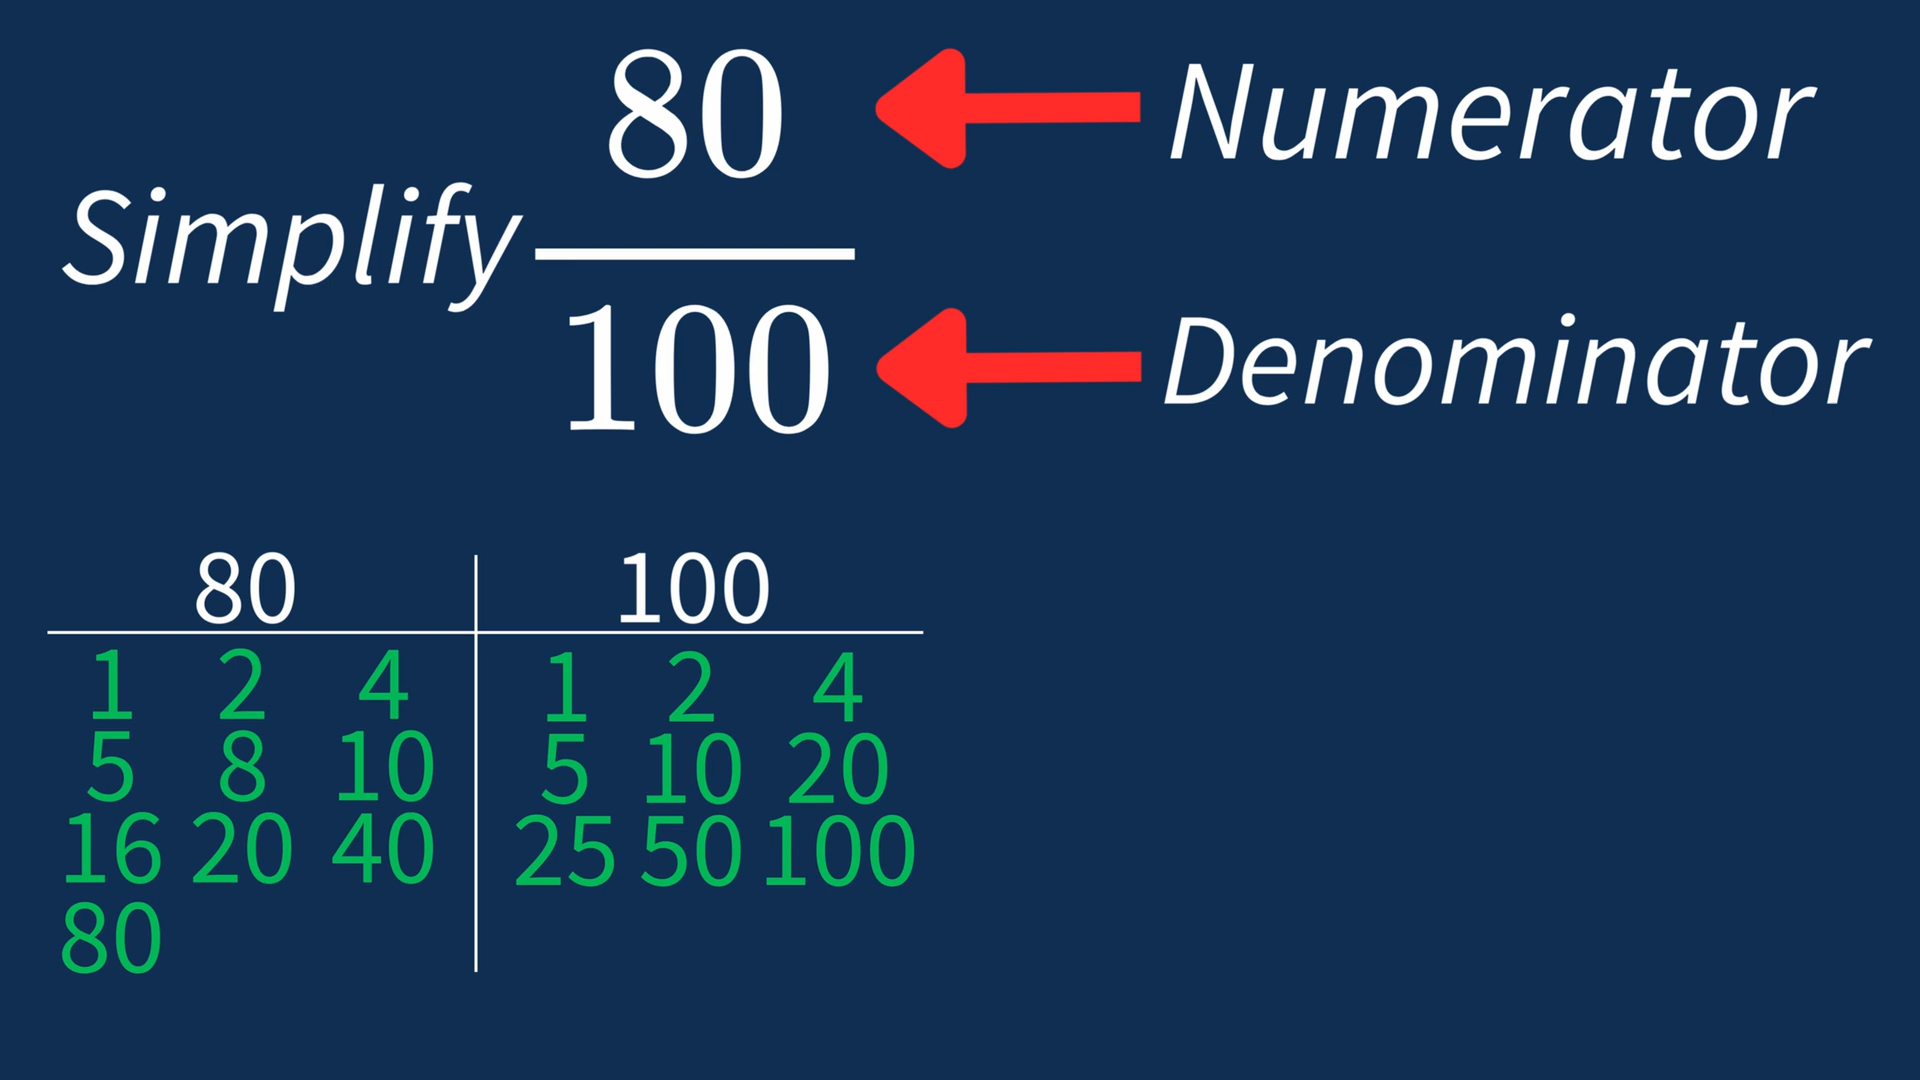 80 Numerator
Simplify
100 Denominator
80 100
1 2 4 1 2 4
5 8 10 5 10 20
16 20 40 25 50 100
80